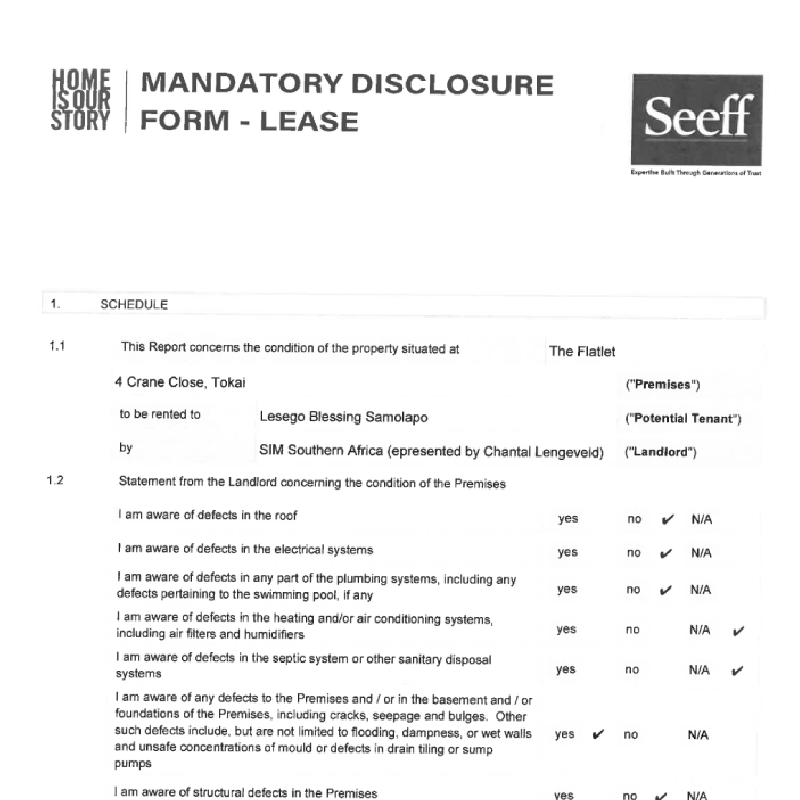 HOME
IS OUR
STORY
MANDATORY DISCLOSURE
FORM - LEASE
Seeff
Expertise Built Through Generations of Trust
1. SCHEDULE
1.1 This Report concerns the condition of the property situated at The Flatlet
4 Crane Close, Tokai ("Premises")
to be rented to Lesego Blessing Samolapo ("Potential Tenant")
by SIM Southern Africa (epresented by Chantal Lengeveld) ("Landlord")
1.2 Statement from the Landlord concerning the condition of the Premises
I am aware of defects in the roof yes no ✔ N/A
I am aware of defects in the electrical systems yes no ✔ N/A
I am aware of defects in any part of the plumbing systems, including any
defects pertaining to the swimming pool, if any yes no ✔ N/A
I am aware of defects in the heating and/or air conditioning systems,
including air filters and humidifiers yes no N/A ✔
I am aware of defects in the septic system or other sanitary disposal
systems yes no N/A ✔
I am aware of any defects to the Premises and / or in the basement and / or
foundations of the Premises, including cracks, seepage and bulges. Other
such defects include, but are not limited to flooding, dampness, or wet walls yes ✔ no N/A
and unsafe concentrations of mould or defects in drain tiling or sump
pumps
I am aware of structural defects in the Premises yes no ✔ N/A